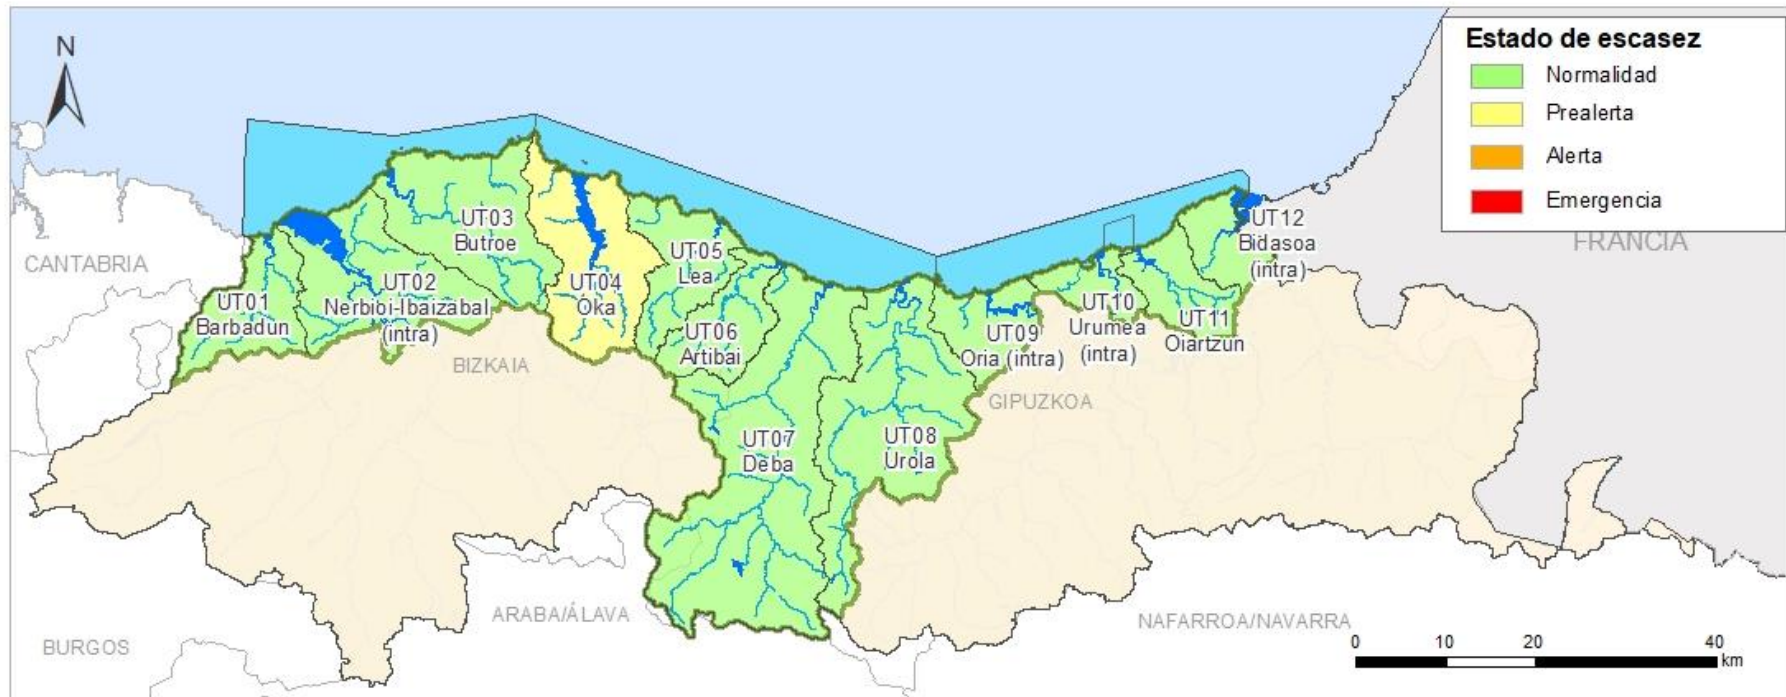 N
Estado de escasez
Normalidad
Prealerta
Alerta
Emergencia
CANTABRIA
FRANCIA
BIZKAIA
GIPUZKOA
ARABA/ÁLAVA
NAFARROA/NAVARRA
BURGOS
UT01
Barbadun
UT02
Nerbioi-Ibaizabal
(intra)
UT03
Butroe
UT04
Oka
UT05
Lea
UT06
Artibai
UT07
Deba
UT08
Urola
UT09
Oria (intra)
UT10
Urumea
(intra)
UT11
Oiartzun
UT12
Bidasoa
(intra)
0 10 20 40
km